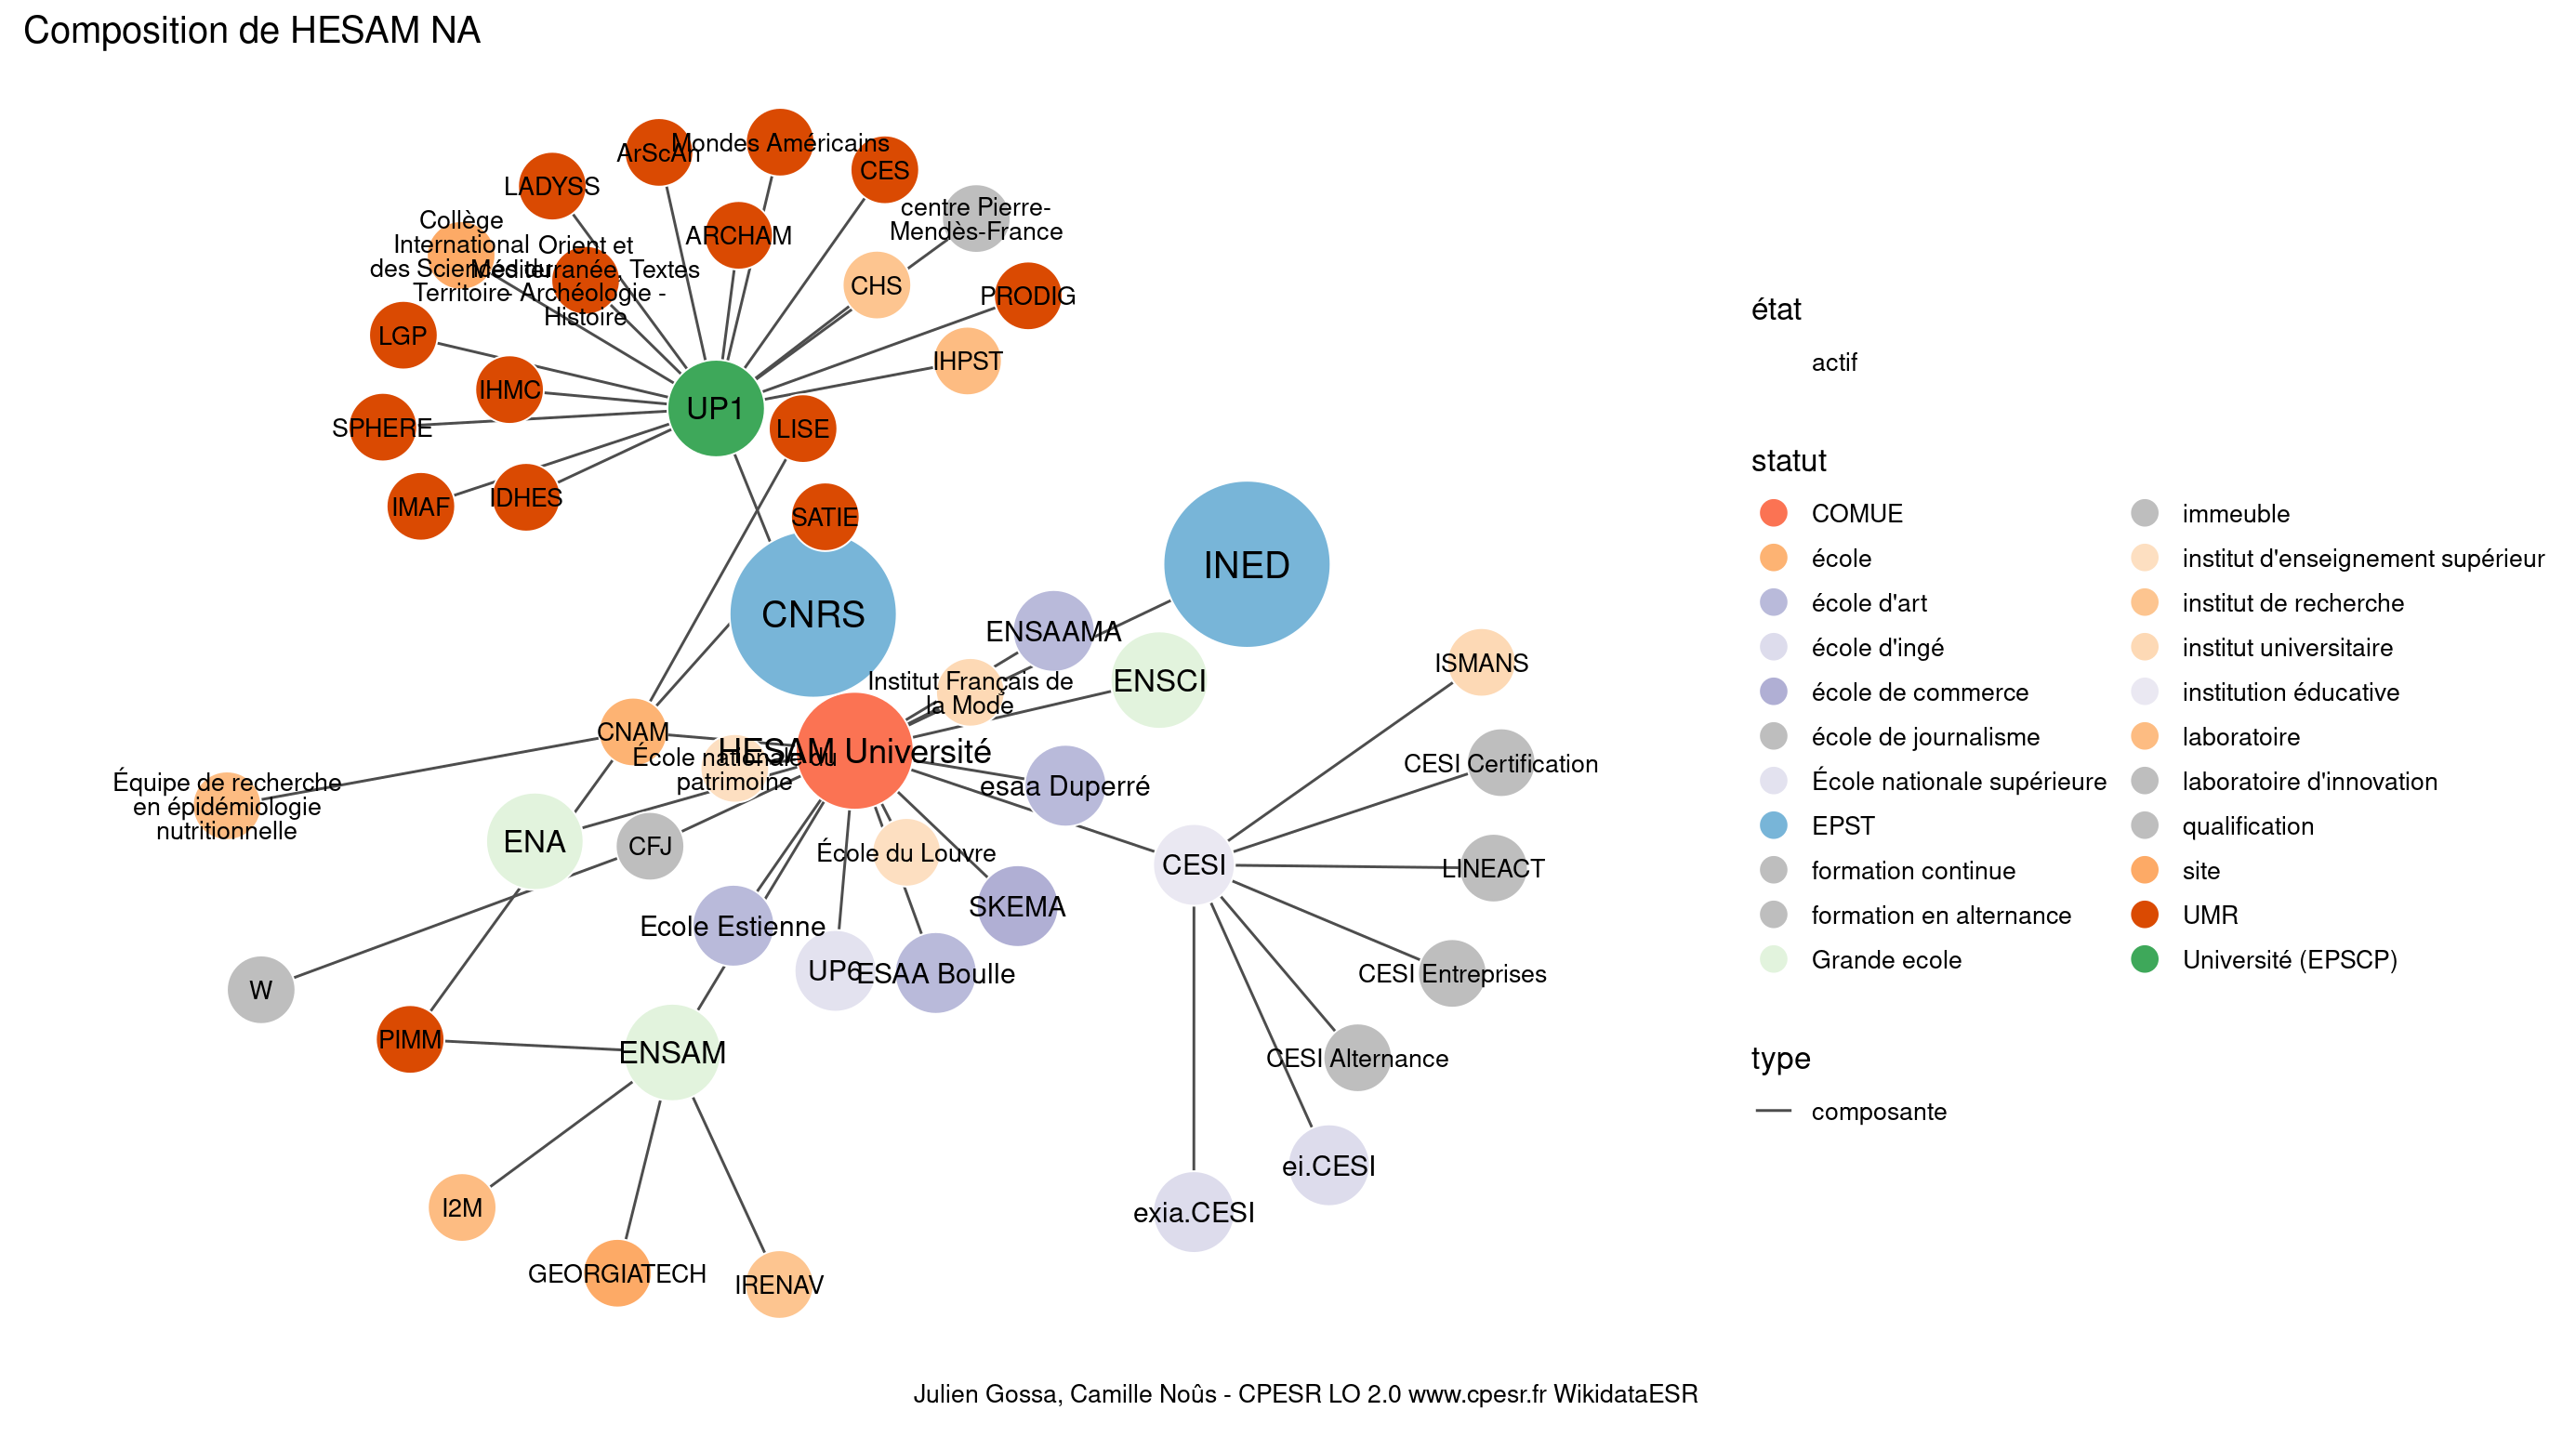 Composition de HESAM NA
Mondes Américains
ArScAn
CES
LADYSS
centre Pierre-
Mendès-France
Collège
International
des Sciences du
Territoire
ARCHAM
Orient et
Méditerranée, Textes
- Archéologie -
Histoire
CHS
PRODIG
LGP
IHPST
IHMC
UP1
SPHERE
LISE
IMAF
IDHES
SATIE
INED
CNRS
ENSAAMA
ISMANS
ENSCI
Institut Français de
la Mode
CNAM
HESAM Université
École nationale du
patrimoine
CESI Certification
esaa Duperré
Équipe de recherche
en épidémiologie
nutritionnelle
ENA
CFJ
École du Louvre
CESI
LINEACT
SKEMA
Ecole Estienne
UP6
ESAA Boulle
CESI Entreprises
W
PIMM
ENSAM
CESI Alternance
ei.CESI
exia.CESI
I2M
GEORGIATECH
IRENAV
état
actif
statut
COMUE
école
école d'art
école d'ingé
école de commerce
école de journalisme
École nationale supérieure
EPST
formation continue
formation en alternance
Grande ecole
immeuble
institut d'enseignement supérieur
institut de recherche
institut universitaire
institution éducative
laboratoire
laboratoire d'innovation
qualification
site
UMR
Université (EPSCP)
type
composante
Julien Gossa, Camille Noûs - CPESR LO 2.0 www.cpesr.fr WikidataESR